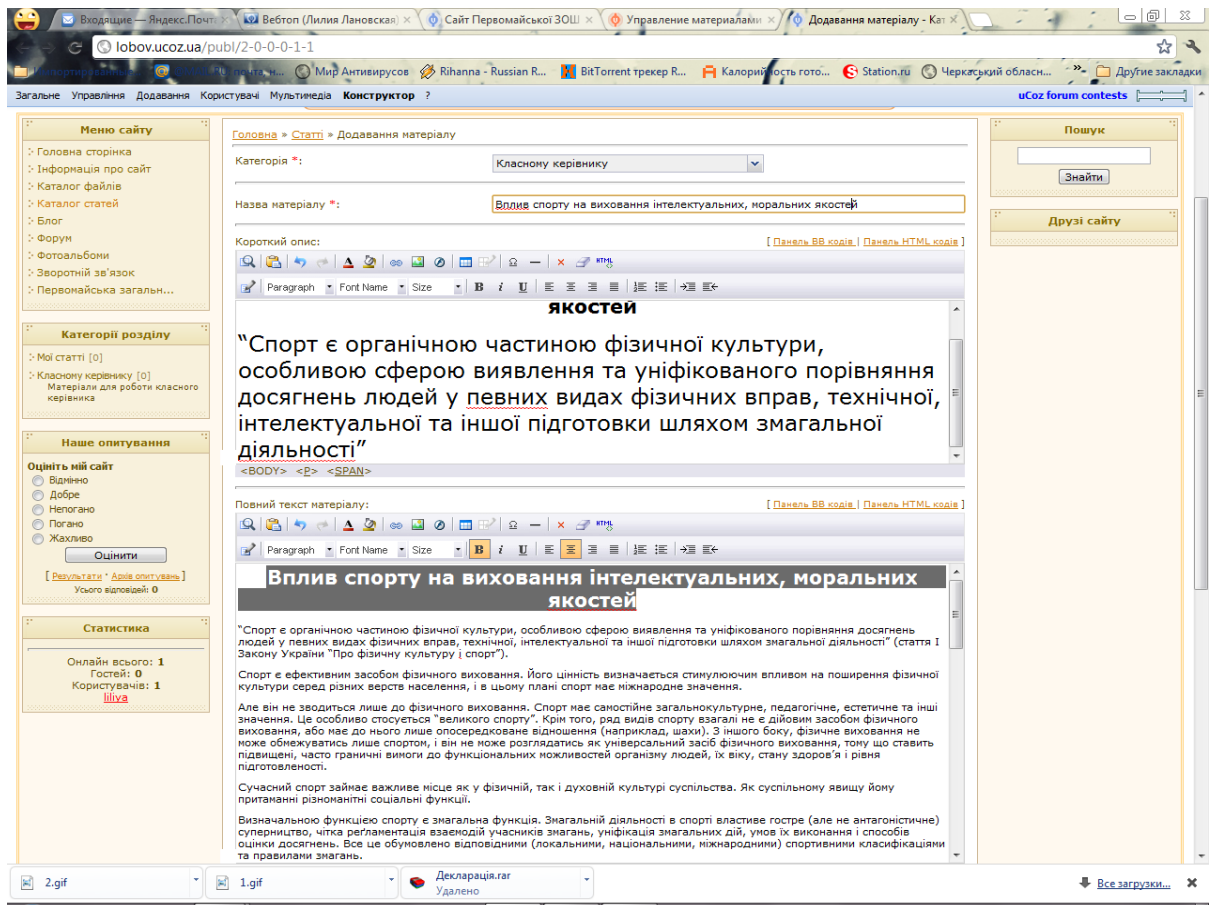 Входящие — Яндекс.Почт
Вебтоп (Лилия Лановская)
Сайт Первомайської ЗОШ
Управление материалами
Додавання матеріалу - Кат
lobov.ucoz.ua/publ/2-0-0-0-1-1
Мир Антивирусов
Rihanna - Russian R...
BitTorrent трекер R...
Калорийность гото...
Station.ru
Черкаський обласн...
Другие закладки
Загальне Управління Додавання Користувачі Мультимедіа Конструктор ?
uCoz forum contests
Меню сайту
Головна сторінка
Інформація про сайт
Каталог файлів
Каталог статей
Блог
Форум
Фотоальбоми
Зворотній зв'язок
Первомайська загальн...
Категорії розділу
Мої статті [0]
Класному керівнику [0]
Матеріали для роботи класного
керівника
Наше опитування
Оцініть мій сайт
Відмінно
Добре
Непогано
Погано
Жахливо
Оцінити
[ Результати · Архів опитувань ]
Усього відповідей: 0
Статистика
Онлайн всього: 1
Гостей: 0
Користувачів: 1
liliya
Головна » Статті » Додавання матеріалу
Категорія *:
Класному керівнику
Назва матеріалу *:
Вплив спорту на виховання інтелектуальних, моральних якостей
Короткий опис:
[ Панель BB кодів | Панель HTML кодів ]
HTML
Paragraph Font Name Size B i U
якостей
“Спорт є органічною частиною фізичної культури,
особливою сферою виявлення та уніфікованого порівняння
досягнень людей у певних видах фізичних вправ, технічної,
інтелектуальної та іншої підготовки шляхом змагальної
діяльності”
<BODY> <P> <SPAN>
Повний текст матеріалу:
[ Панель BB кодів | Панель HTML кодів ]
HTML
Paragraph Font Name Size B i U
Вплив спорту на виховання інтелектуальних, моральних
якостей
“Спорт є органічною частиною фізичної культури, особливою сферою виявлення та уніфікованого порівняння досягнень
людей у певних видах фізичних вправ, технічної, інтелектуальної та іншої підготовки шляхом змагальної діяльності” (стаття І
Закону України “Про фізичну культуру і спорт”).
Спорт є ефективним засобом фізичного виховання. Його цінність визначається стимулюючим впливом на поширення фізичної
культури серед різних верств населення, і в цьому плані спорт має міжнародне значення.
Але він не зводиться лише до фізичного виховання. Спорт має самостійне загальнокультурне, педагогічне, естетичне та інші
значення. Це особливо стосується “великого спорту”. Крім того, ряд видів спорту взагалі не є дійовим засобом фізичного
виховання, або має до нього лише опосередковане відношення (наприклад, шахи). З іншого боку, фізичне виховання не
може обмежуватись лише спортом, і він не може розглядатись як універсальний засіб фізичного виховання, тому що ставить
підвищені, часто граничні вимоги до функціональних можливостей організму людей, їх віку, стану здоров’я і рівня
підготовленості.
Сучасний спорт займає важливе місце як у фізичній, так і духовній культурі суспільства. Як суспільному явищу йому
притаманні різноманітні соціальні функції.
Визначальною функцією спорту є змагальна функція. Змагальній діяльності в спорті властиве гостре (але не антагоністичне)
суперництво, чітка реґламентація взаємодій учасників змагань, уніфікація змагальних дій, умов їх виконання і способів
оцінки досягнень. Все це обумовлено відповідними (локальними, національними, міжнародними) спортивними класифікаціями
та правилами змагань.
Пошук
Знайти
Друзі сайту
2.gif
1.gif
Декларація.rar
Удалено
Все загрузки...